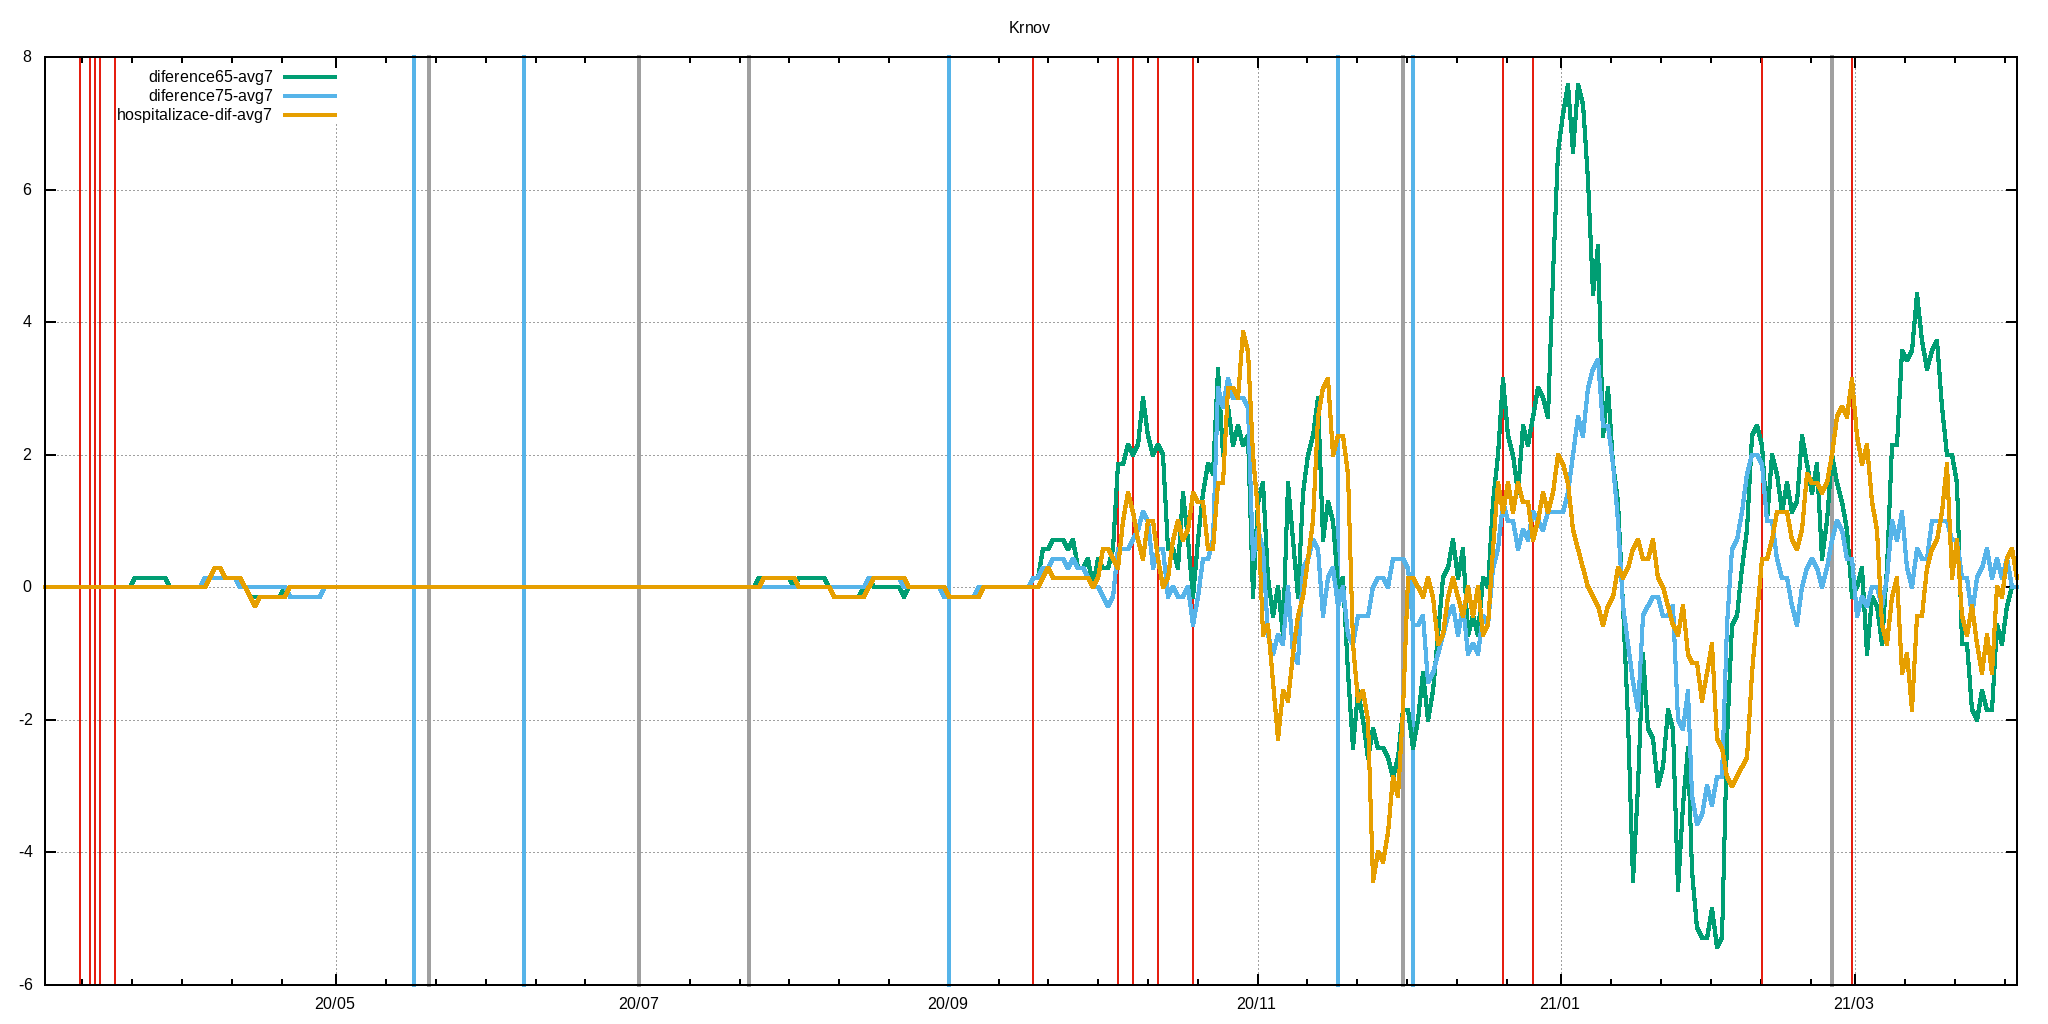 Krnov
8
diference65-avg7
diference75-avg7
hospitalizace-dif-avg7
6
4
2
0
-2
-4
-6
20/05 20/07 20/09 20/11 21/01 21/03